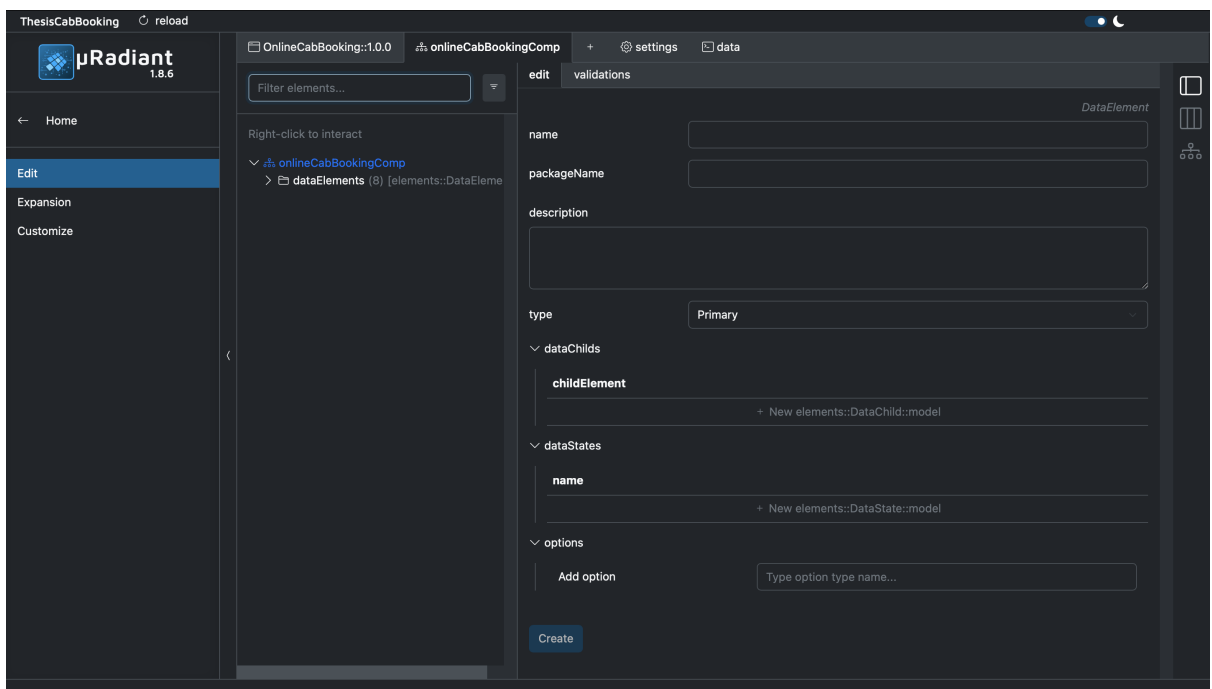 ThesisCabBooking reload
µRadiant
1.8.6
Home
Edit
Expansion
Customize
OnlineCabBooking::1.0.0 onlineCabBookingComp + settings data
Filter elements...
Right-click to interact
onlineCabBookingComp
dataElements (8) [elements::DataEleme
edit validations
DataElement
name
packageName
description
type Primary
dataChilds
childElement
+ New elements::DataChild::model
dataStates
name
+ New elements::DataState::model
options
Add option Type option type name...
Create